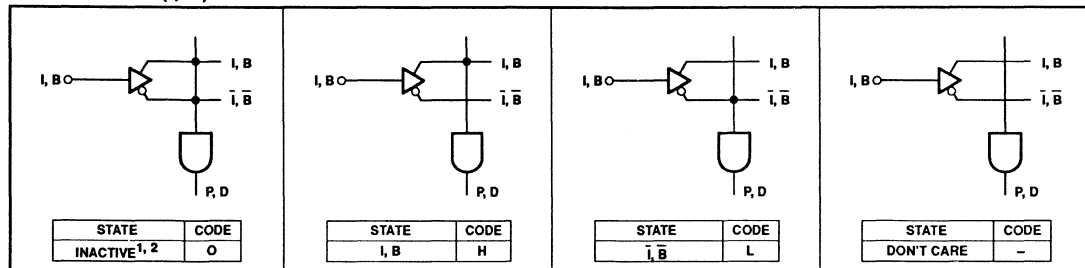 I, B
I, B
I̅, B̅
P, D
STATE CODE
INACTIVE1, 2 O
I, B
I, B
I̅, B̅
P, D
STATE CODE
I, B H
I, B
I, B
I̅, B̅
P, D
STATE CODE
I̅, B̅ L
I, B
I, B
I̅, B̅
P, D
STATE CODE
DON'T CARE –